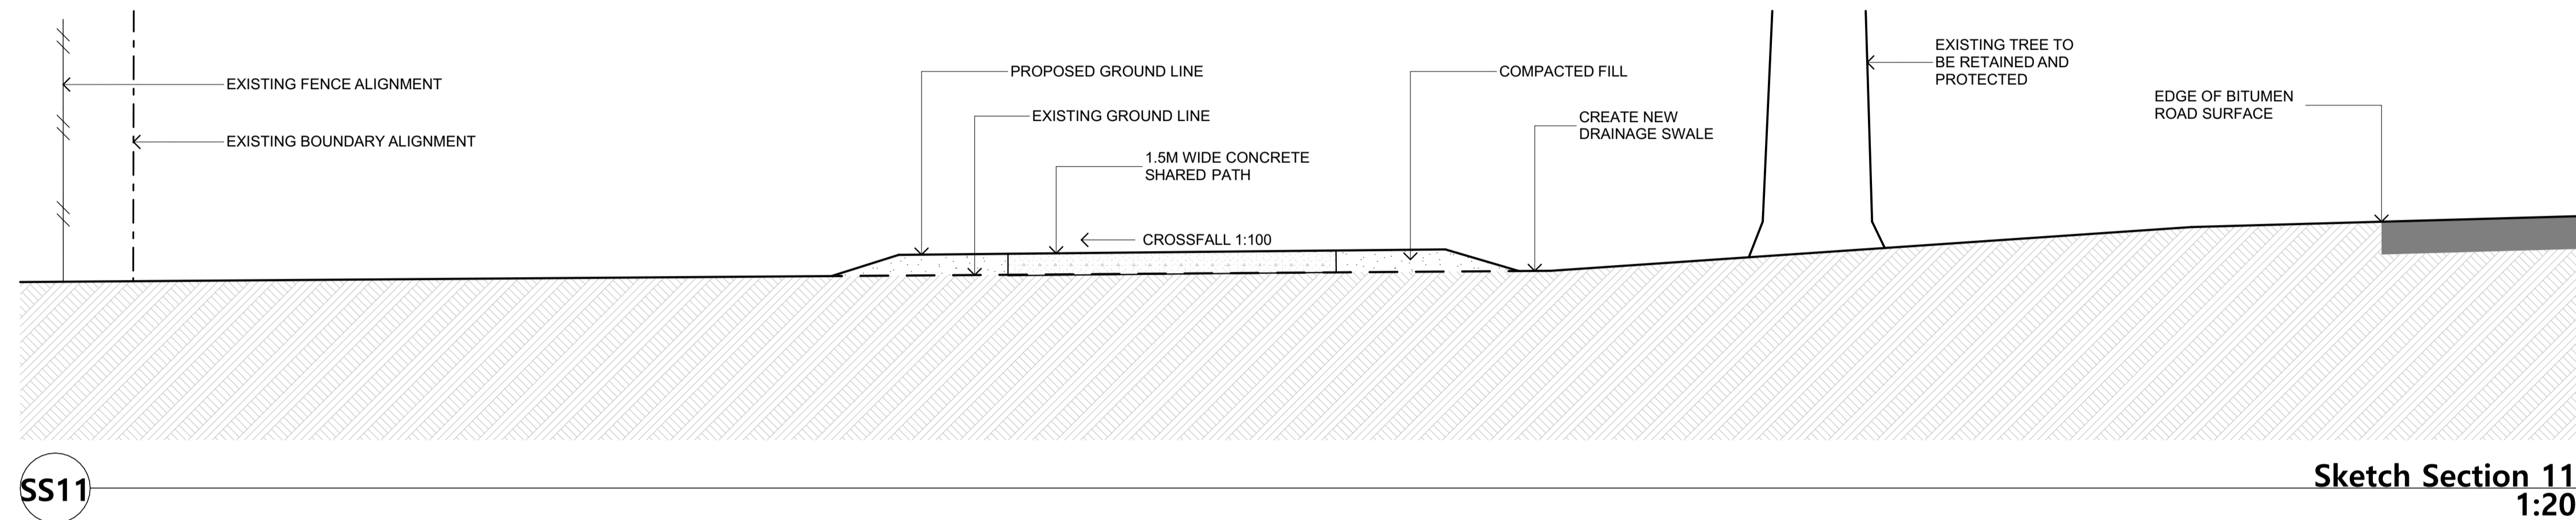 EXISTING FENCE ALIGNMENT
EXISTING BOUNDARY ALIGNMENT
PROPOSED GROUND LINE
EXISTING GROUND LINE
1.5M WIDE CONCRETE
SHARED PATH
CROSSFALL 1:100
COMPACTED FILL
CREATE NEW
DRAINAGE SWALE
EXISTING TREE TO
BE RETAINED AND
PROTECTED
EDGE OF BITUMEN
ROAD SURFACE
SS11
Sketch Section 11
1:20